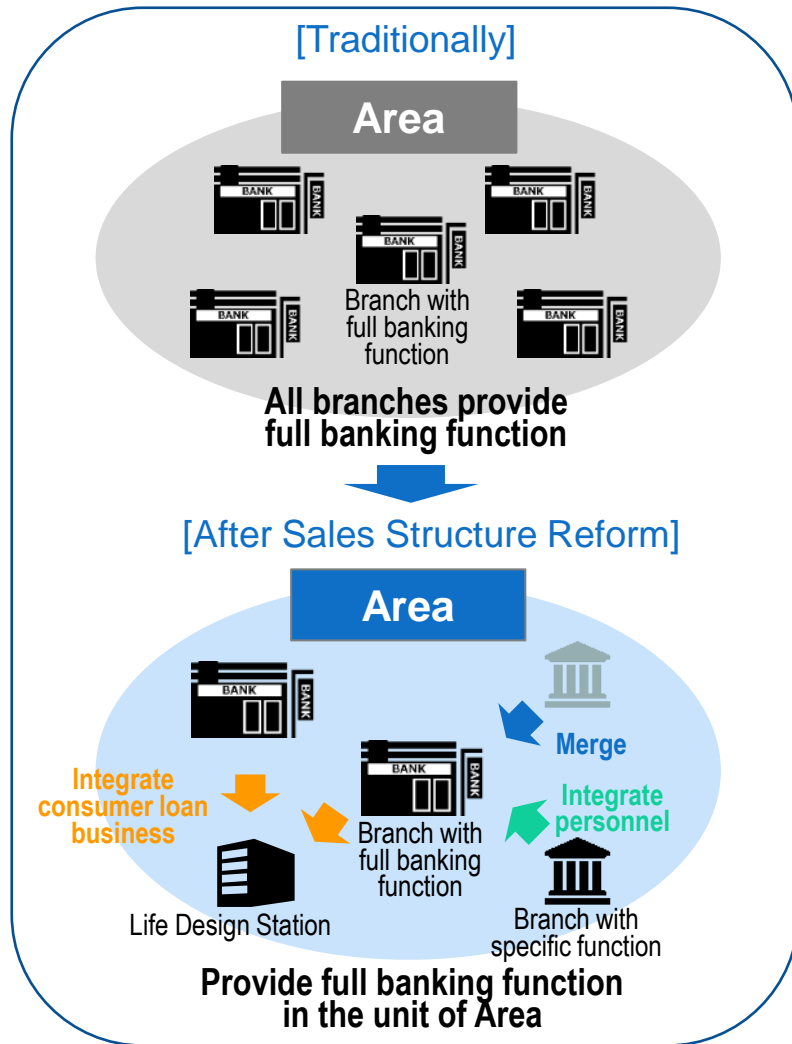 [Traditionally]
Area
BANK
BANK
BANK
BANK
BANK
BANK
Branch with
full banking
function
BANK
BANK
BANK
BANK
All branches provide
full banking function
[After Sales Structure Reform]
Area
BANK
BANK
Merge
BANK
BANK
Integrate
consumer loan
business
Integrate
personnel
Branch with
full banking
function
Life Design Station
Branch with
specific function
Provide full banking function
in the unit of Area